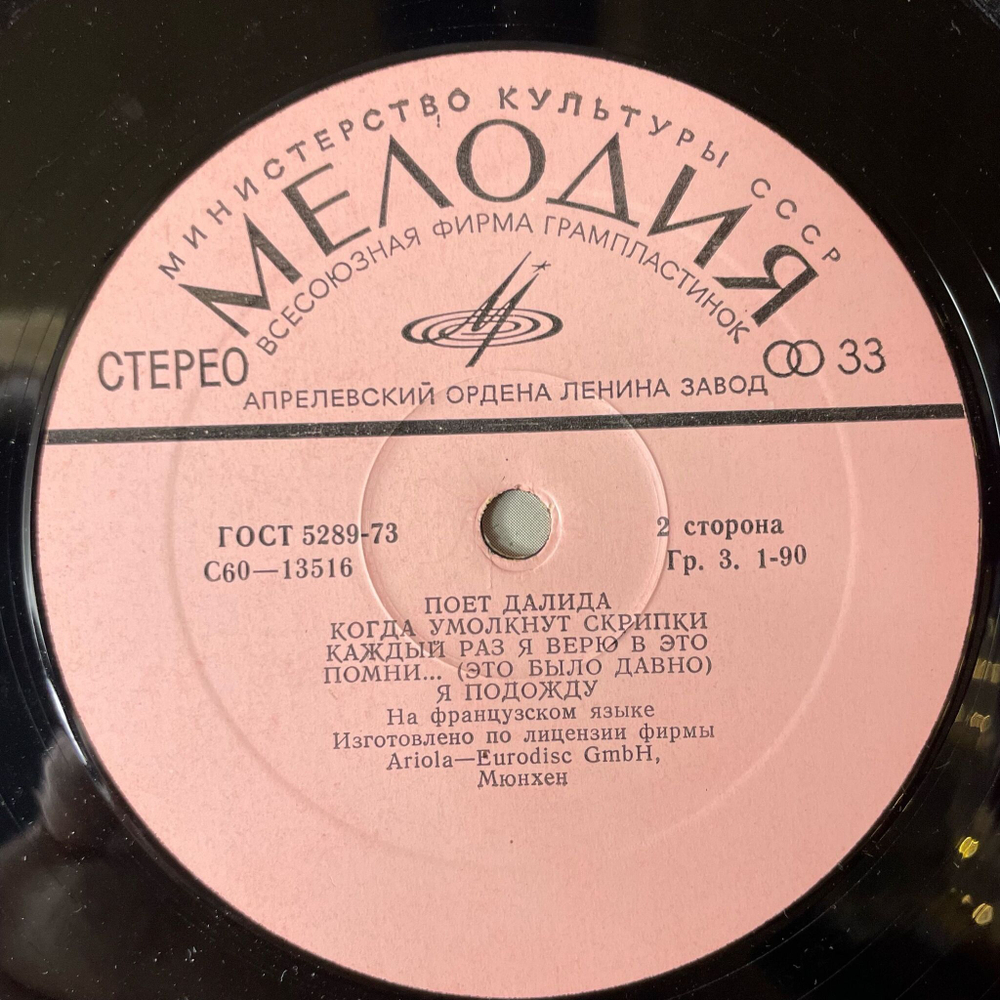 МИНИСТЕРСТВО КУЛЬТУРЫ СССР
МЕЛОДИЯ
ВСЕСОЮЗНАЯ ФИРМА ГРАМПЛАСТИНОК
СТЕРЕО
33
АПРЕЛЕВСКИЙ ОРДЕНА ЛЕНИНА ЗАВОД
ГОСТ 5289-73
2 сторона
С60—13516
Гр. 3. 1-90
ПОЕТ ДАЛИДА
КОГДА УМОЛКНУТ СКРИПКИ
КАЖДЫЙ РАЗ Я ВЕРЮ В ЭТО
ПОМНИ... (ЭТО БЫЛО ДАВНО)
Я ПОДОЖДУ
На французском языке
Изготовлено по лицензии фирмы
Ariola—Eurodisc GmbH,
Мюнхен